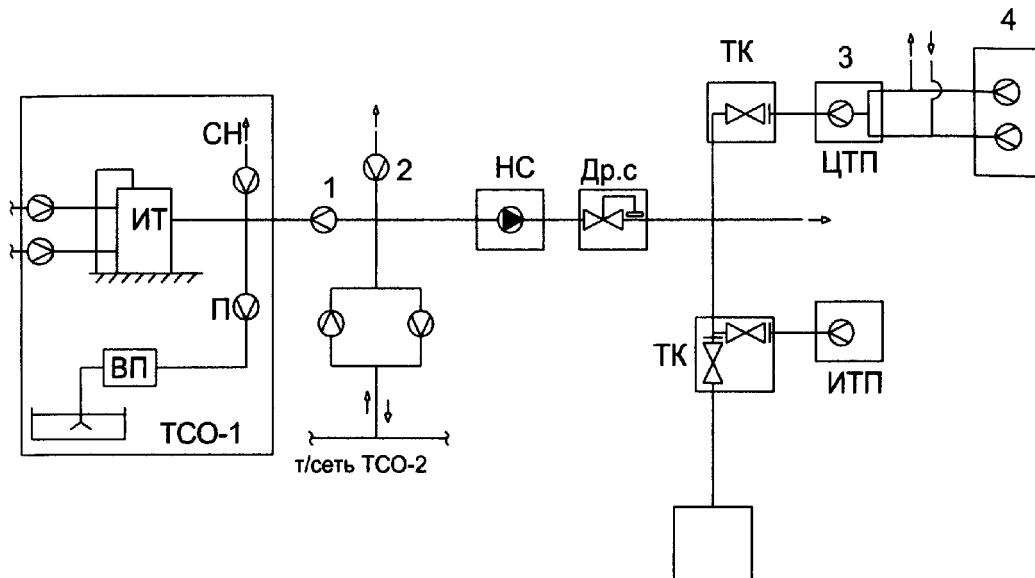 4
ТК
3
СН
2
НС
Др.с
1
ЦТП
ИТ
П
ТК
ИТП
ВП
ТСО-1
т/сеть ТСО-2